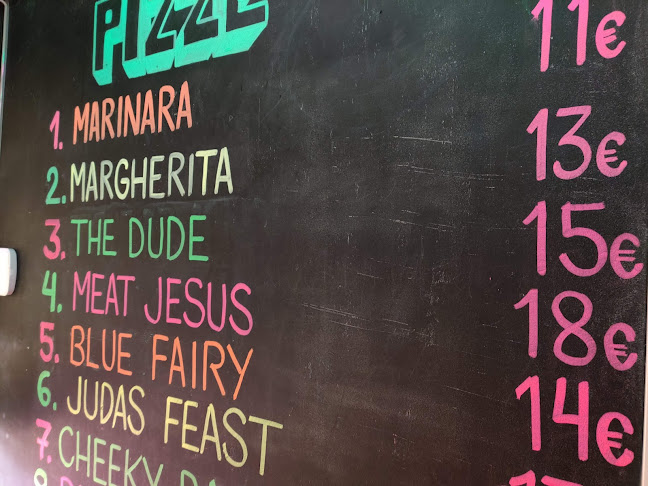 PIZZE
1. MARINARA 11€
2. MARGHERITA 13€
3. THE DUDE 15€
4. MEAT JESUS 18€
5. BLUE FAIRY 14€
6. JUDAS FEAST
7. CHEEKY